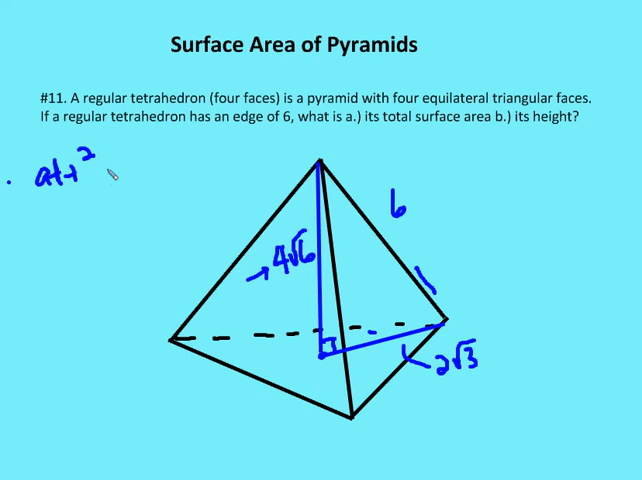 Surface Area of Pyramids
#11. A regular tetrahedron (four faces) is a pyramid with four equilateral triangular faces.
If a regular tetrahedron has an edge of 6, what is a.) its total surface area b.) its height?
6
4√6
2√3